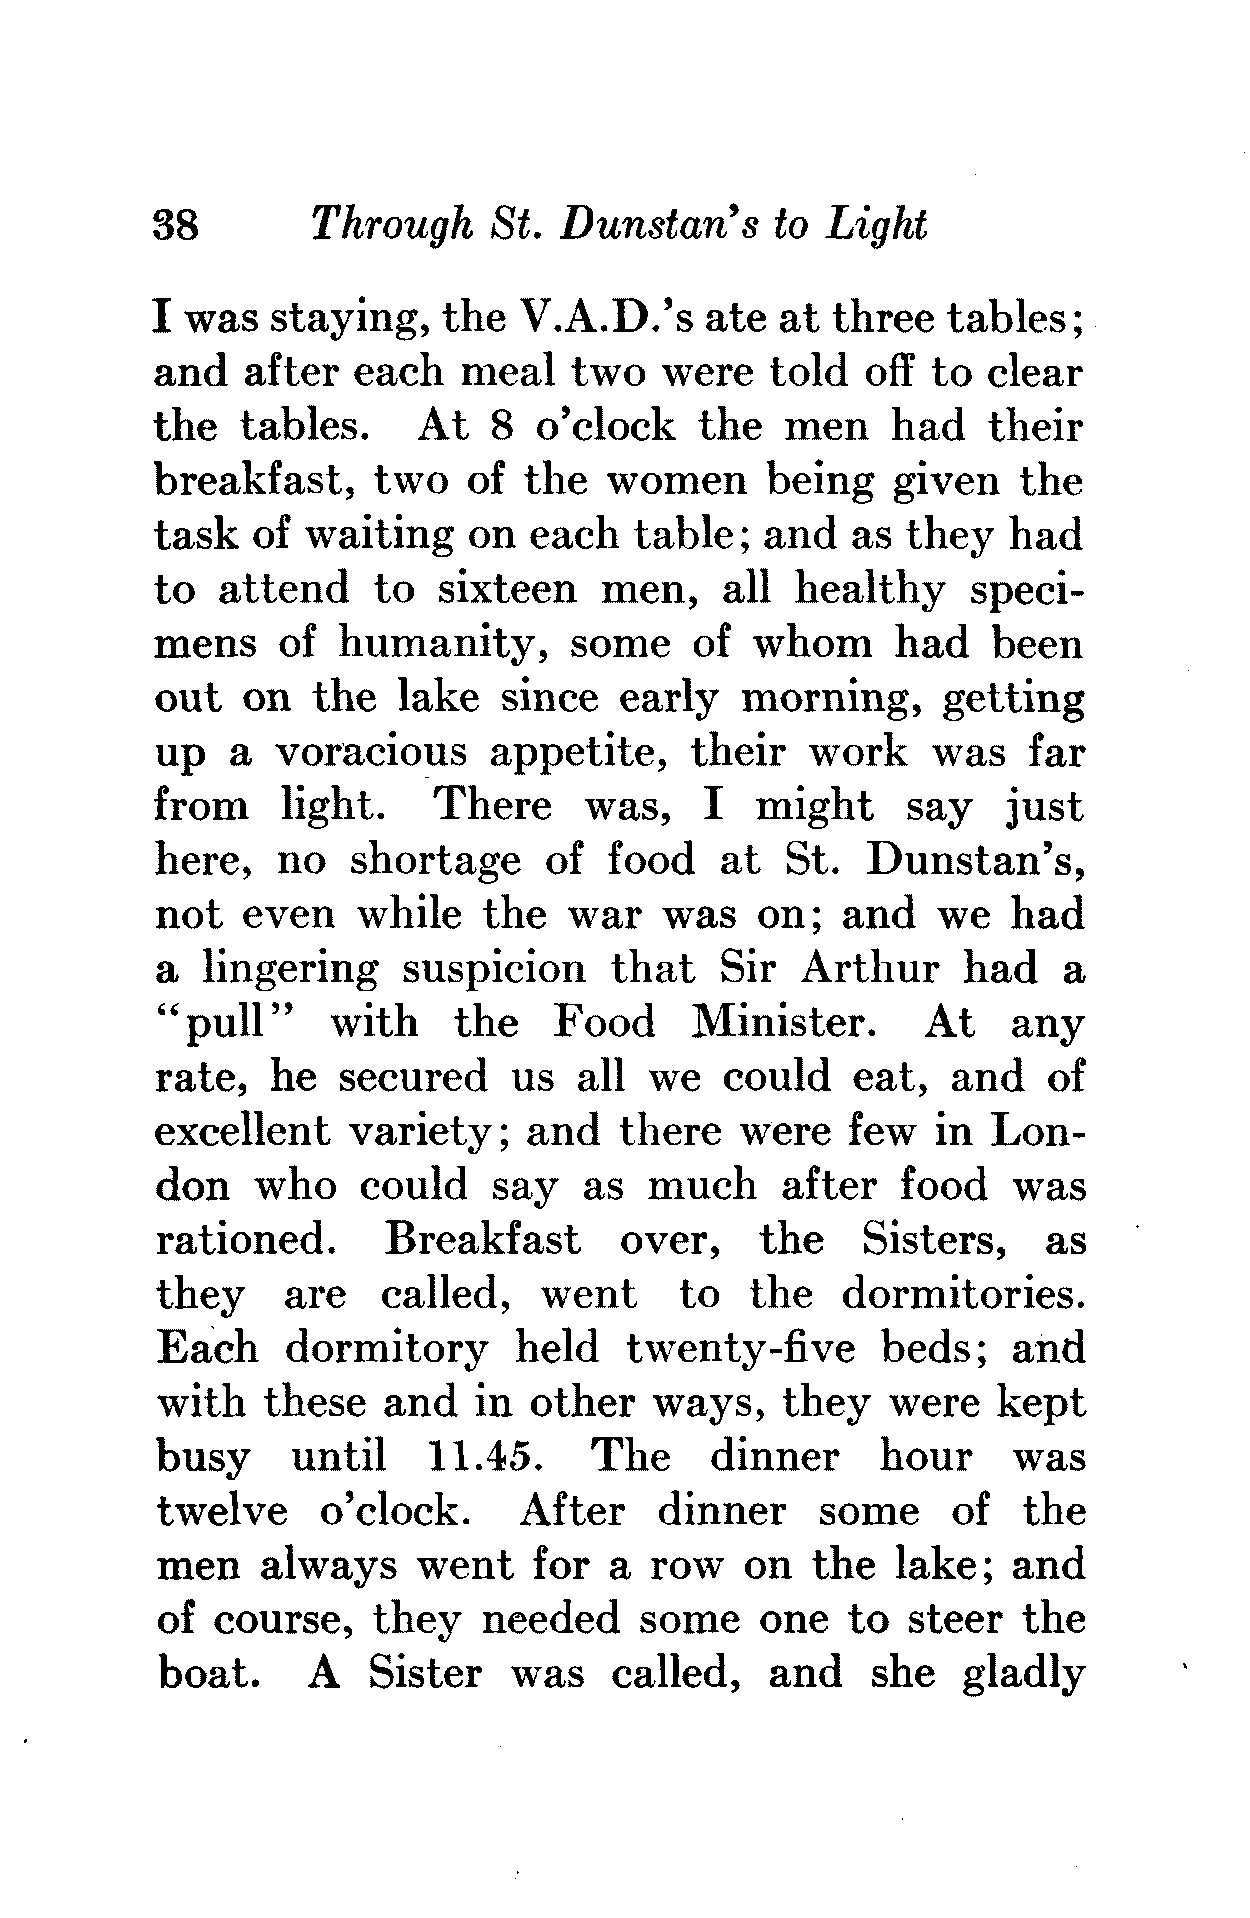 38 Through St. Dunstan's to Light
I was staying, the V.A.D.'s ate at three tables;
and after each meal two were told off to clear
the tables. At 8 o'clock the men had their
breakfast, two of the women being given the
task of waiting on each table; and as they had
to attend to sixteen men, all healthy speci-
mens of humanity, some of whom had been
out on the lake since early morning, getting
up a voracious appetite, their work was far
from light. There was, I might say just
here, no shortage of food at St. Dunstan's,
not even while the war was on; and we had
a lingering suspicion that Sir Arthur had a
"pull" with the Food Minister. At any
rate, he secured us all we could eat, and of
excellent variety; and there were few in Lon-
don who could say as much after food was
rationed. Breakfast over, the Sisters, as
they are called, went to the dormitories.
Each dormitory held twenty-five beds; and
with these and in other ways, they were kept
busy until 11.45. The dinner hour was
twelve o'clock. After dinner some of the
men always went for a row on the lake; and
of course, they needed some one to steer the
boat. A Sister was called, and she gladly